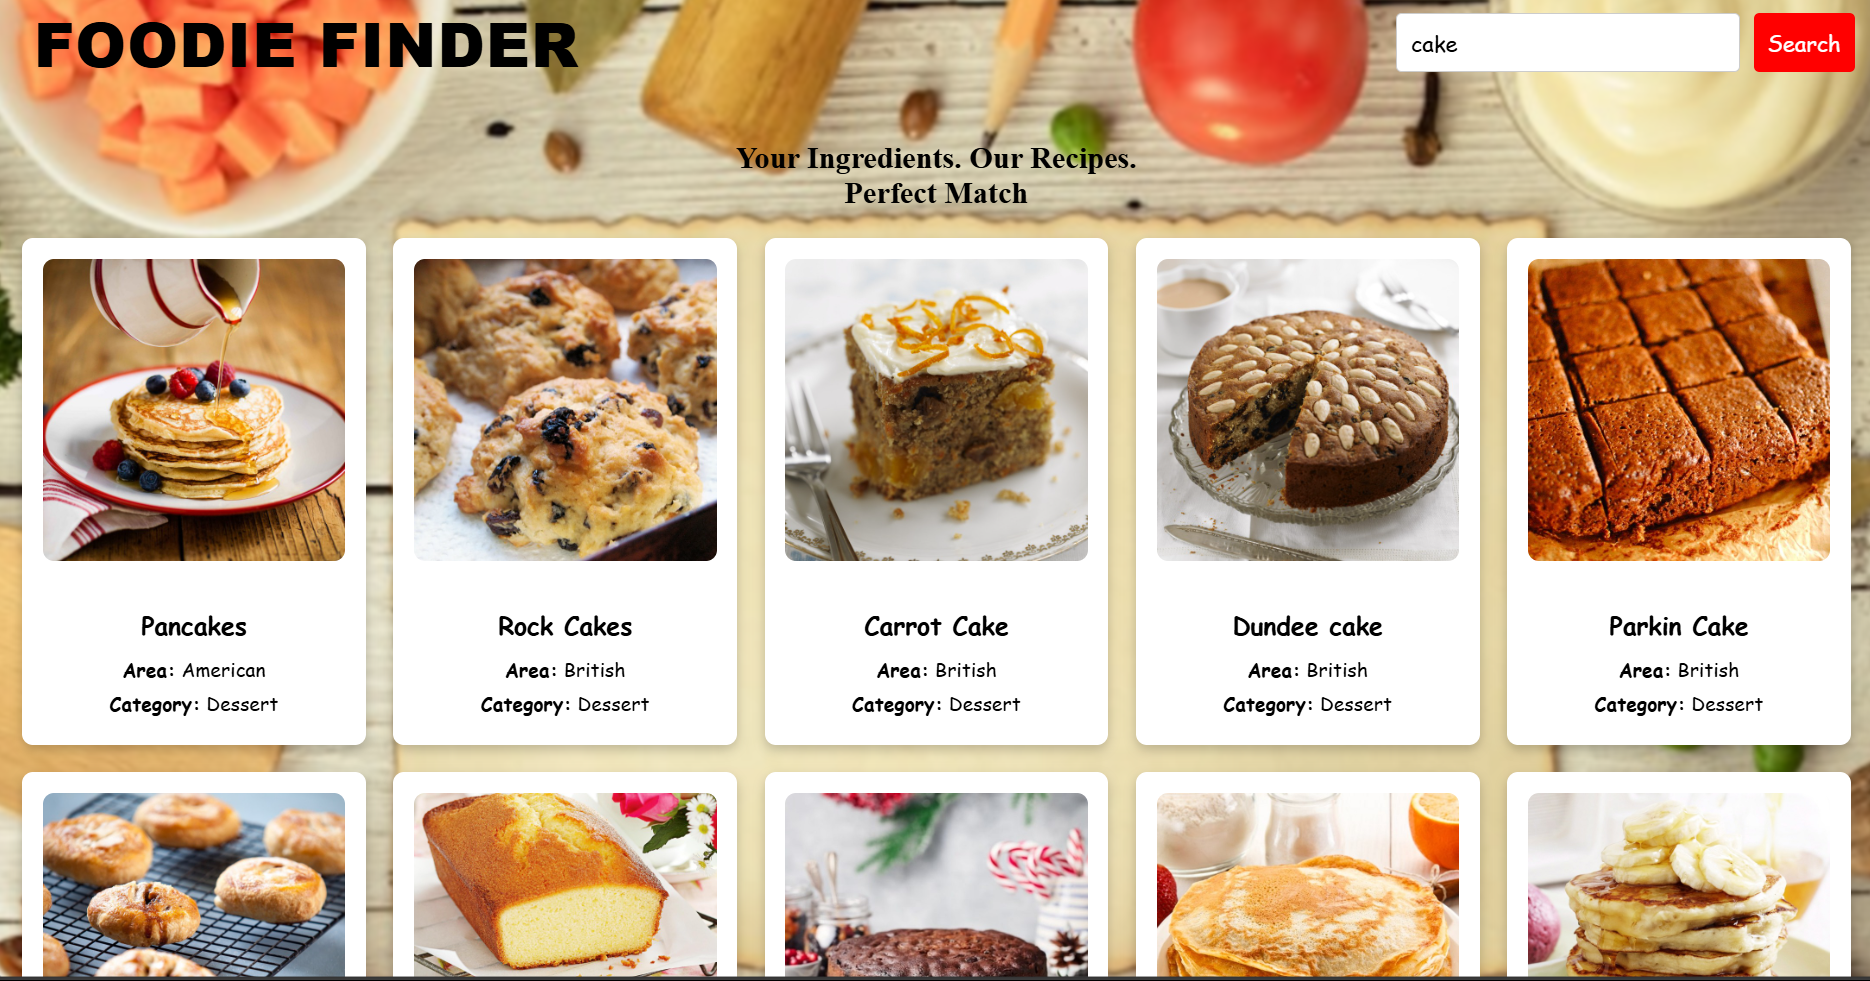 FOODIE FINDER
cake
Search
Your Ingredients. Our Recipes.
Perfect Match
Pancakes
Area: American
Category: Dessert
Rock Cakes
Area: British
Category: Dessert
Carrot Cake
Area: British
Category: Dessert
Dundee cake
Area: British
Category: Dessert
Parkin Cake
Area: British
Category: Dessert